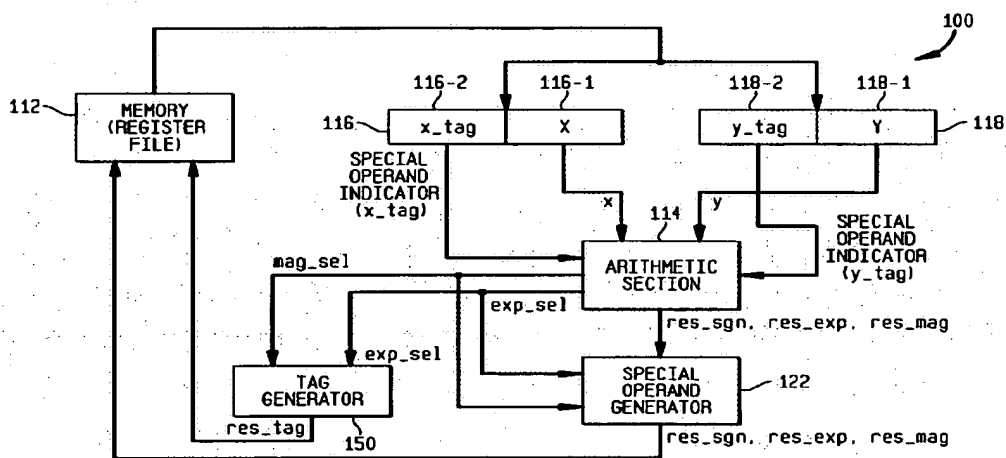 100
116-2
116-1
118-2
118-1
112
MEMORY
(REGISTER
FILE)
116
x_tag
X
y_tag
Y
118
SPECIAL
OPERAND
INDICATOR
(x_tag)
x
y
114
SPECIAL
OPERAND
INDICATOR
(y_tag)
ARITHMETIC
SECTION
mag_sel
exp_sel
res_sgn, res_exp, res_mag
exp_sel
TAG
GENERATOR
SPECIAL
OPERAND
GENERATOR
122
res_tag
150
res_sgn, res_exp, res_mag